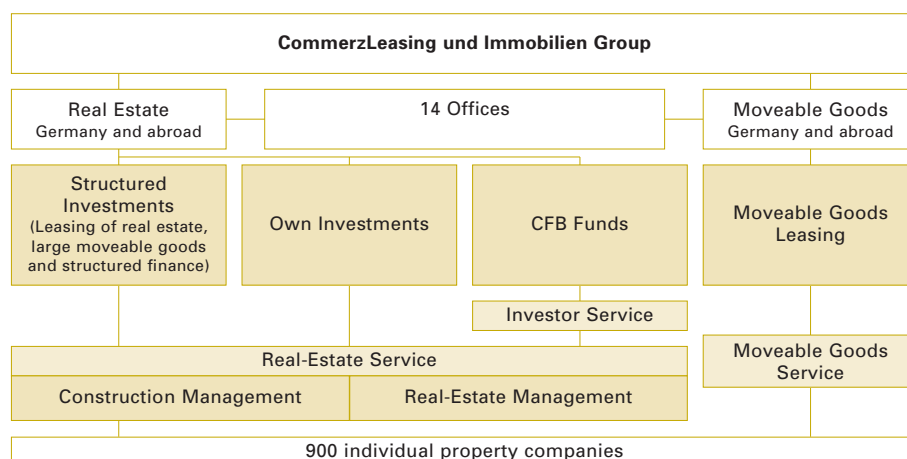 CommerzLeasing und Immobilien Group
Real Estate
Germany and abroad
14 Offices
Moveable Goods
Germany and abroad
Structured
Investments
(Leasing of real estate,
large moveable goods
and structured finance)
Own Investments
CFB Funds
Moveable Goods
Leasing
Investor Service
Real-Estate Service
Moveable Goods
Service
Construction Management
Real-Estate Management
900 individual property companies